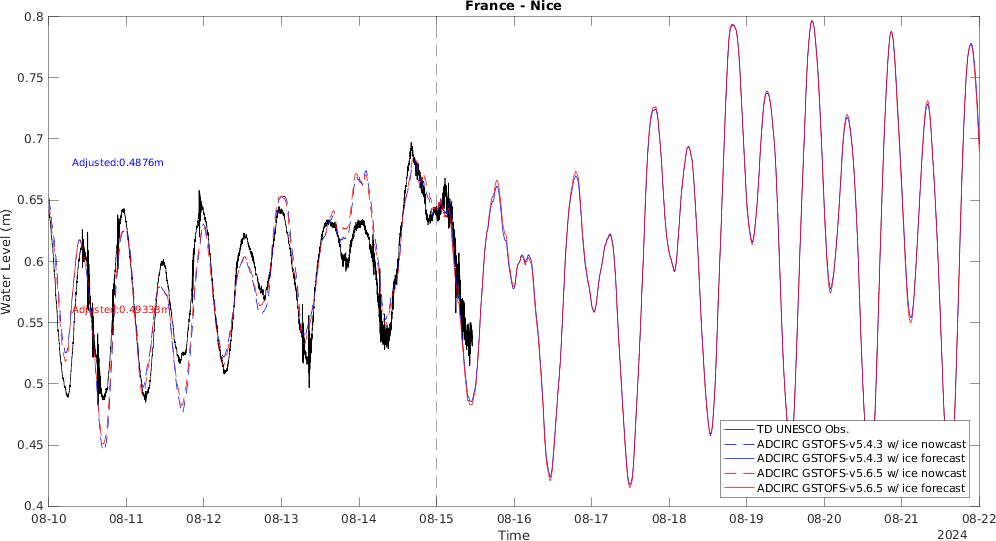 France - Nice
Water Level (m)
0.8
0.75
0.7
0.65
0.6
0.55
0.5
0.45
0.4
Adjusted:0.4876m
Adjusted:0.49333m
TD UNESCO Obs.
ADCIRC GSTOFS-v5.4.3 w/ ice nowcast
ADCIRC GSTOFS-v5.4.3 w/ ice forecast
ADCIRC GSTOFS-v5.6.5 w/ ice nowcast
ADCIRC GSTOFS-v5.6.5 w/ ice forecast
08-10 08-11 08-12 08-13 08-14 08-15 08-16 08-17 08-18 08-19 08-20 08-21 08-22
Time
2024